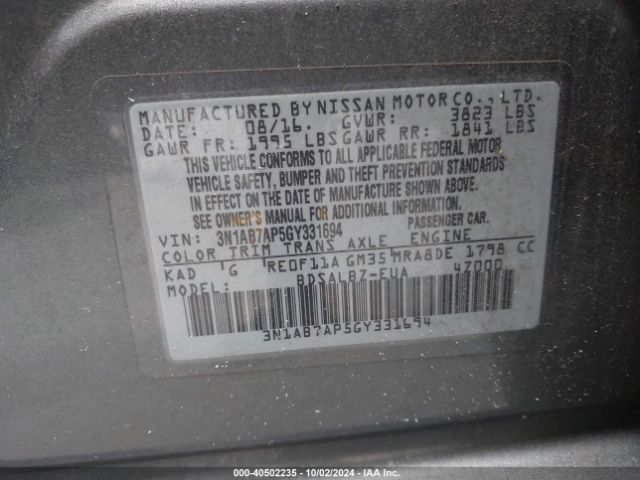 MANUFACTURED BY NISSAN MOTOR CO., LTD.
DATE: 08/16. GVWR: 3823 LBS
GAWR FR: 1995 LBS GAWR RR: 1841 LBS
THIS VEHICLE CONFORMS TO ALL APPLICABLE FEDERAL MOTOR
VEHICLE SAFETY, BUMPER AND THEFT PREVENTION STANDARDS
IN EFFECT ON THE DATE OF MANUFACTURE SHOWN ABOVE.
SEE OWNER'S MANUAL FOR ADDITIONAL INFORMATION.
VIN: 3N1AB7AP5GY331694 PASSENGER CAR.
COLOR TRIM TRANS AXLE ENGINE
KAD G RE0F11A GM35 MRA8DE 1798 CC
MODEL: BDSALBZ-EUA 4Z000
3N1AB7AP5GY331694
000-40502235 - 10/02/2024 - IAA Inc.